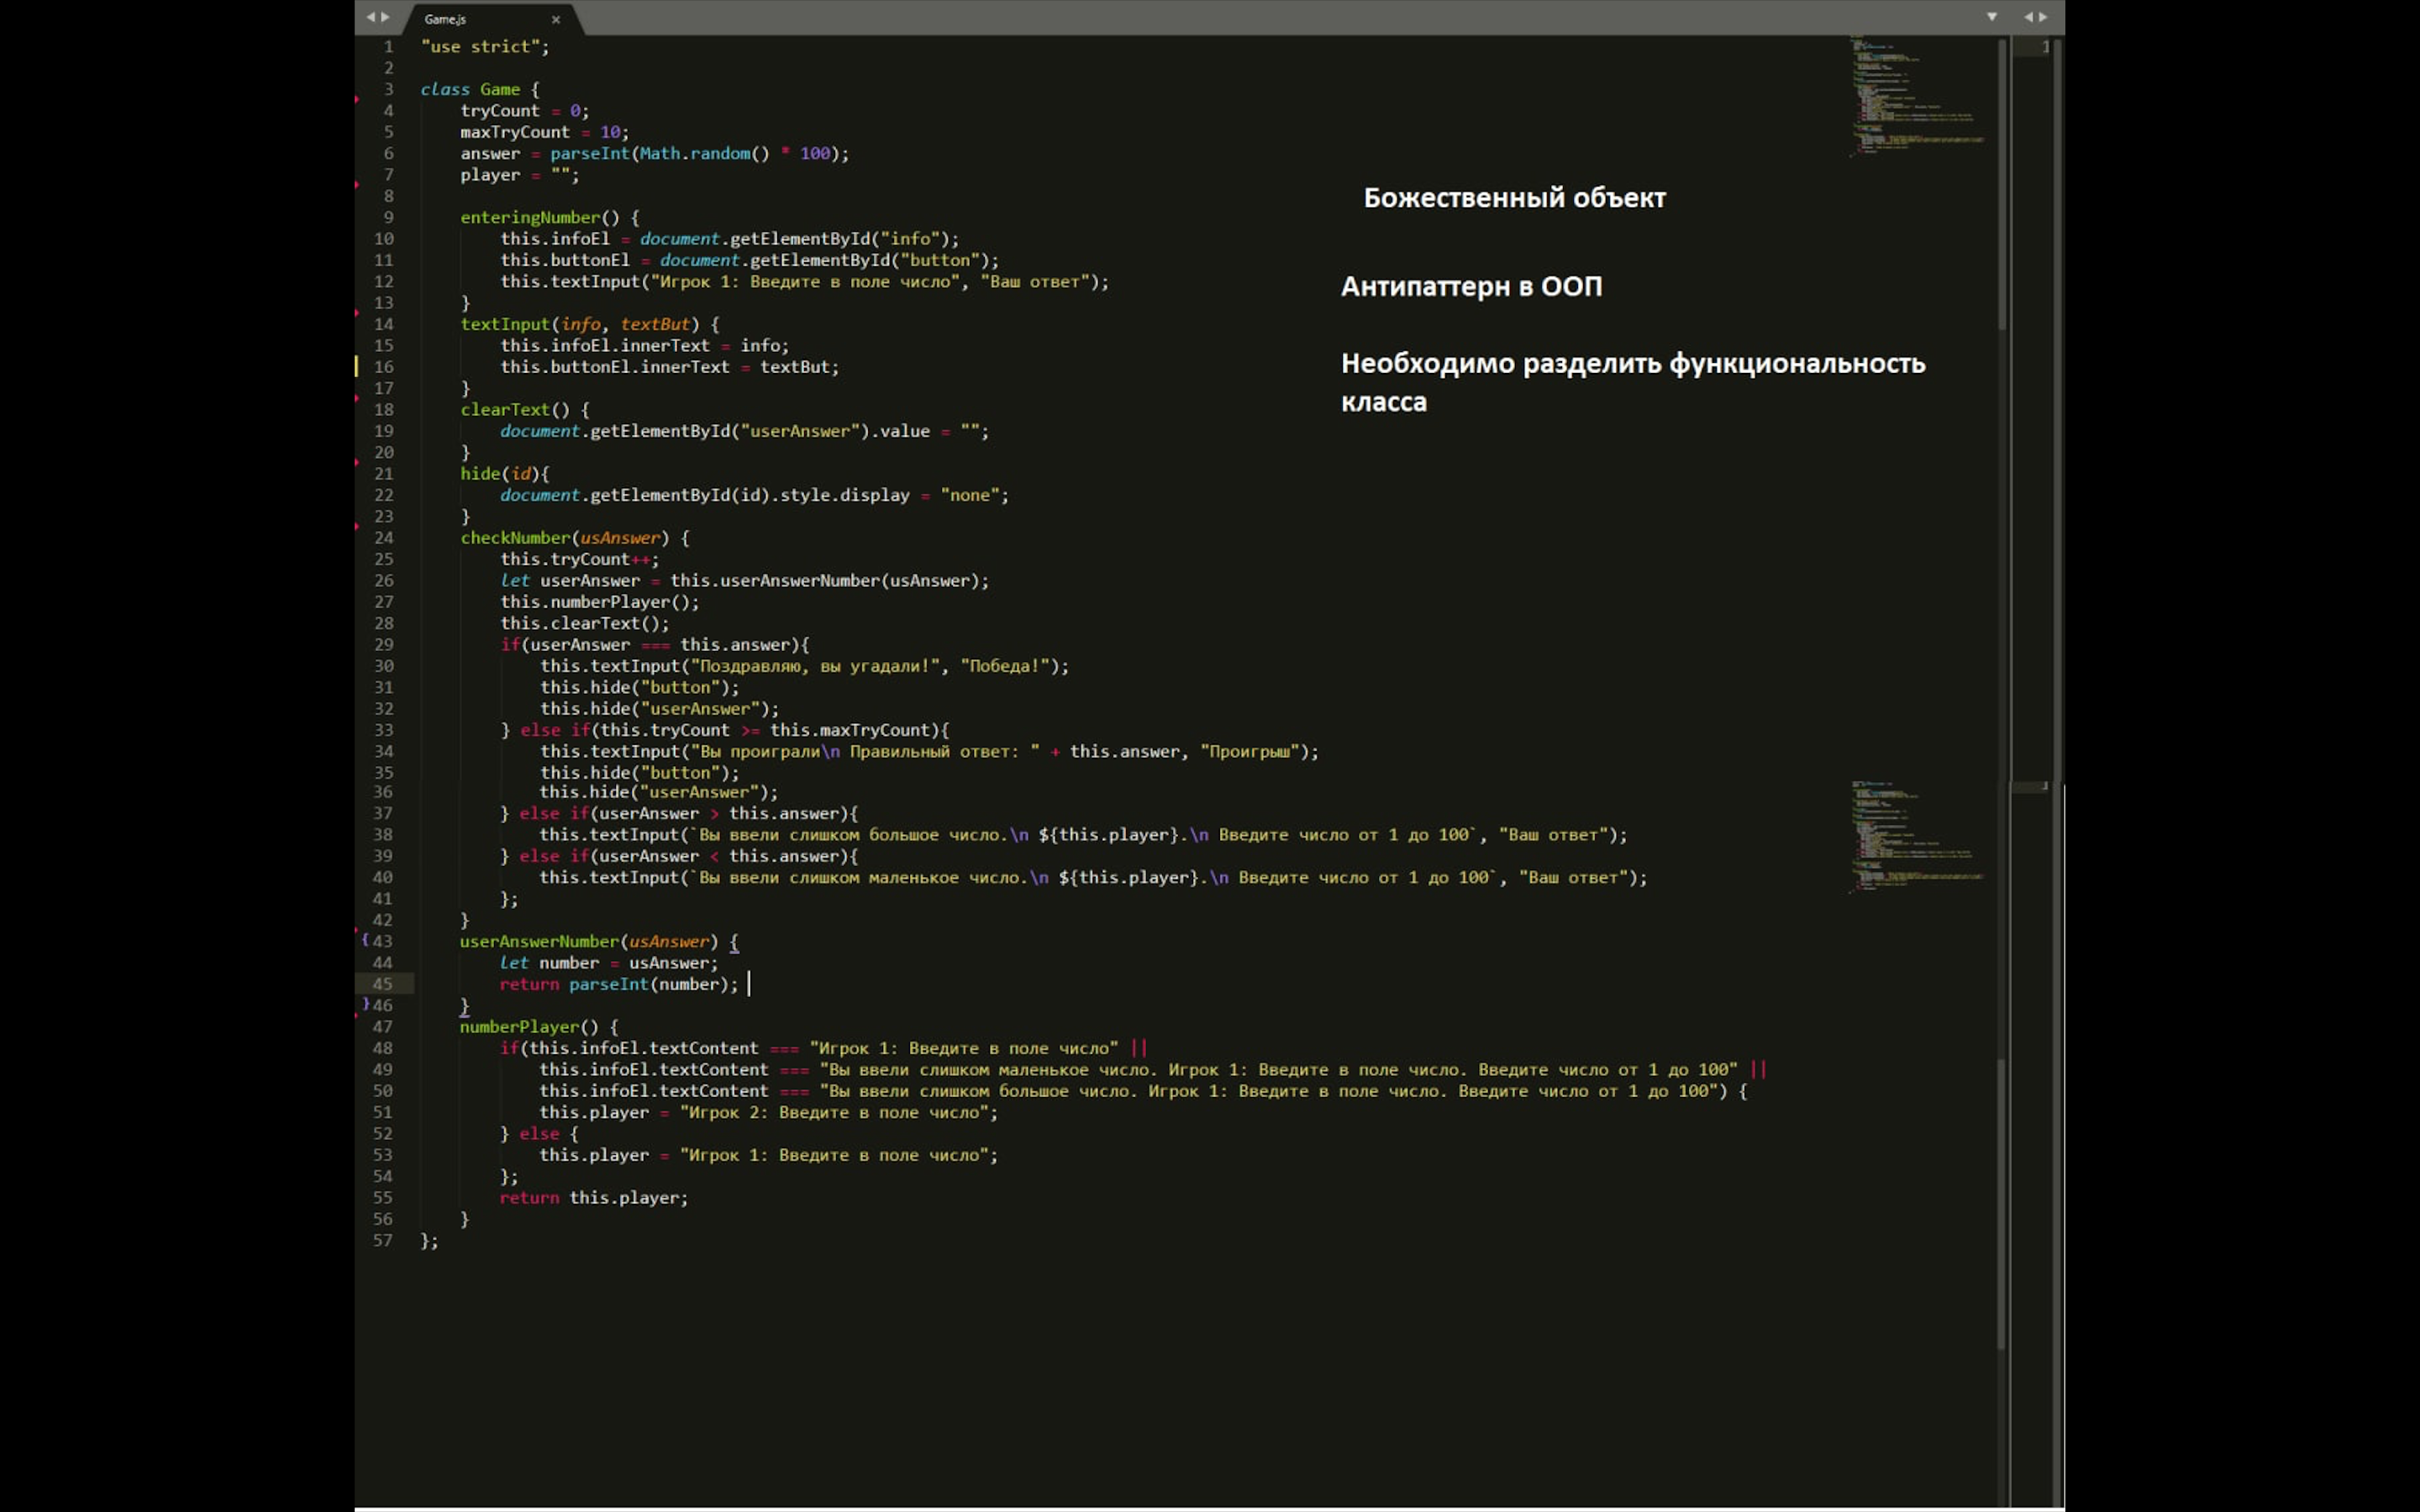 Game.js
1 "use strict";
2
3 class Game {
4 tryCount = 0;
5 maxTryCount = 10;
6 answer = parseInt(Math.random() * 100);
7 player = "";
8
9 enteringNumber() {
10 this.infoEl = document.getElementById("info");
11 this.buttonEl = document.getElementById("button");
12 this.textInput("Игрок 1: Введите в поле число", "Ваш ответ");
13 }
14 textInput(info, textBut) {
15 this.infoEl.innerText = info;
16 this.buttonEl.innerText = textBut;
17 }
18 clearText() {
19 document.getElementById("userAnswer").value = "";
20 }
21 hide(id){
22 document.getElementById(id).style.display = "none";
23 }
24 checkNumber(usAnswer) {
25 this.tryCount++;
26 let userAnswer = this.userAnswerNumber(usAnswer);
27 this.numberPlayer();
28 this.clearText();
29 if(userAnswer === this.answer){
30 this.textInput("Поздравляю, вы угадали!", "Победа!");
31 this.hide("button");
32 this.hide("userAnswer");
33 } else if(this.tryCount >= this.maxTryCount){
34 this.textInput("Вы проиграли\n Правильный ответ: " + this.answer, "Проигрыш");
35 this.hide("button");
36 this.hide("userAnswer");
37 } else if(userAnswer > this.answer){
38 this.textInput(`Вы ввели слишком большое число.\n ${this.player}.\n Введите число от 1 до 100`, "Ваш ответ");
39 } else if(userAnswer < this.answer){
40 this.textInput(`Вы ввели слишком маленькое число.\n ${this.player}.\n Введите число от 1 до 100`, "Ваш ответ");
41 };
42 }
43 userAnswerNumber(usAnswer) {
44 let number = usAnswer;
45 return parseInt(number);
46 }
47 numberPlayer() {
48 if(this.infoEl.textContent === "Игрок 1: Введите в поле число" ||
49 this.infoEl.textContent === "Вы ввели слишком маленькое число. Игрок 1: Введите в поле число. Введите число от 1 до 100" ||
50 this.infoEl.textContent === "Вы ввели слишком большое число. Игрок 1: Введите в поле число. Введите число от 1 до 100") {
51 this.player = "Игрок 2: Введите в поле число";
52 } else {
53 this.player = "Игрок 1: Введите в поле число";
54 };
55 return this.player;
56 }
57 };
Божественный объект
Антипаттерн в ООП
Необходимо разделить функциональность
класса
1